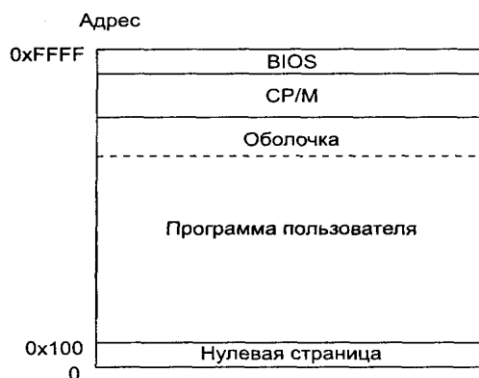 Адрес
0xFFFF
BIOS
CP/M
Оболочка
Программа пользователя
0x100
Нулевая страница
0